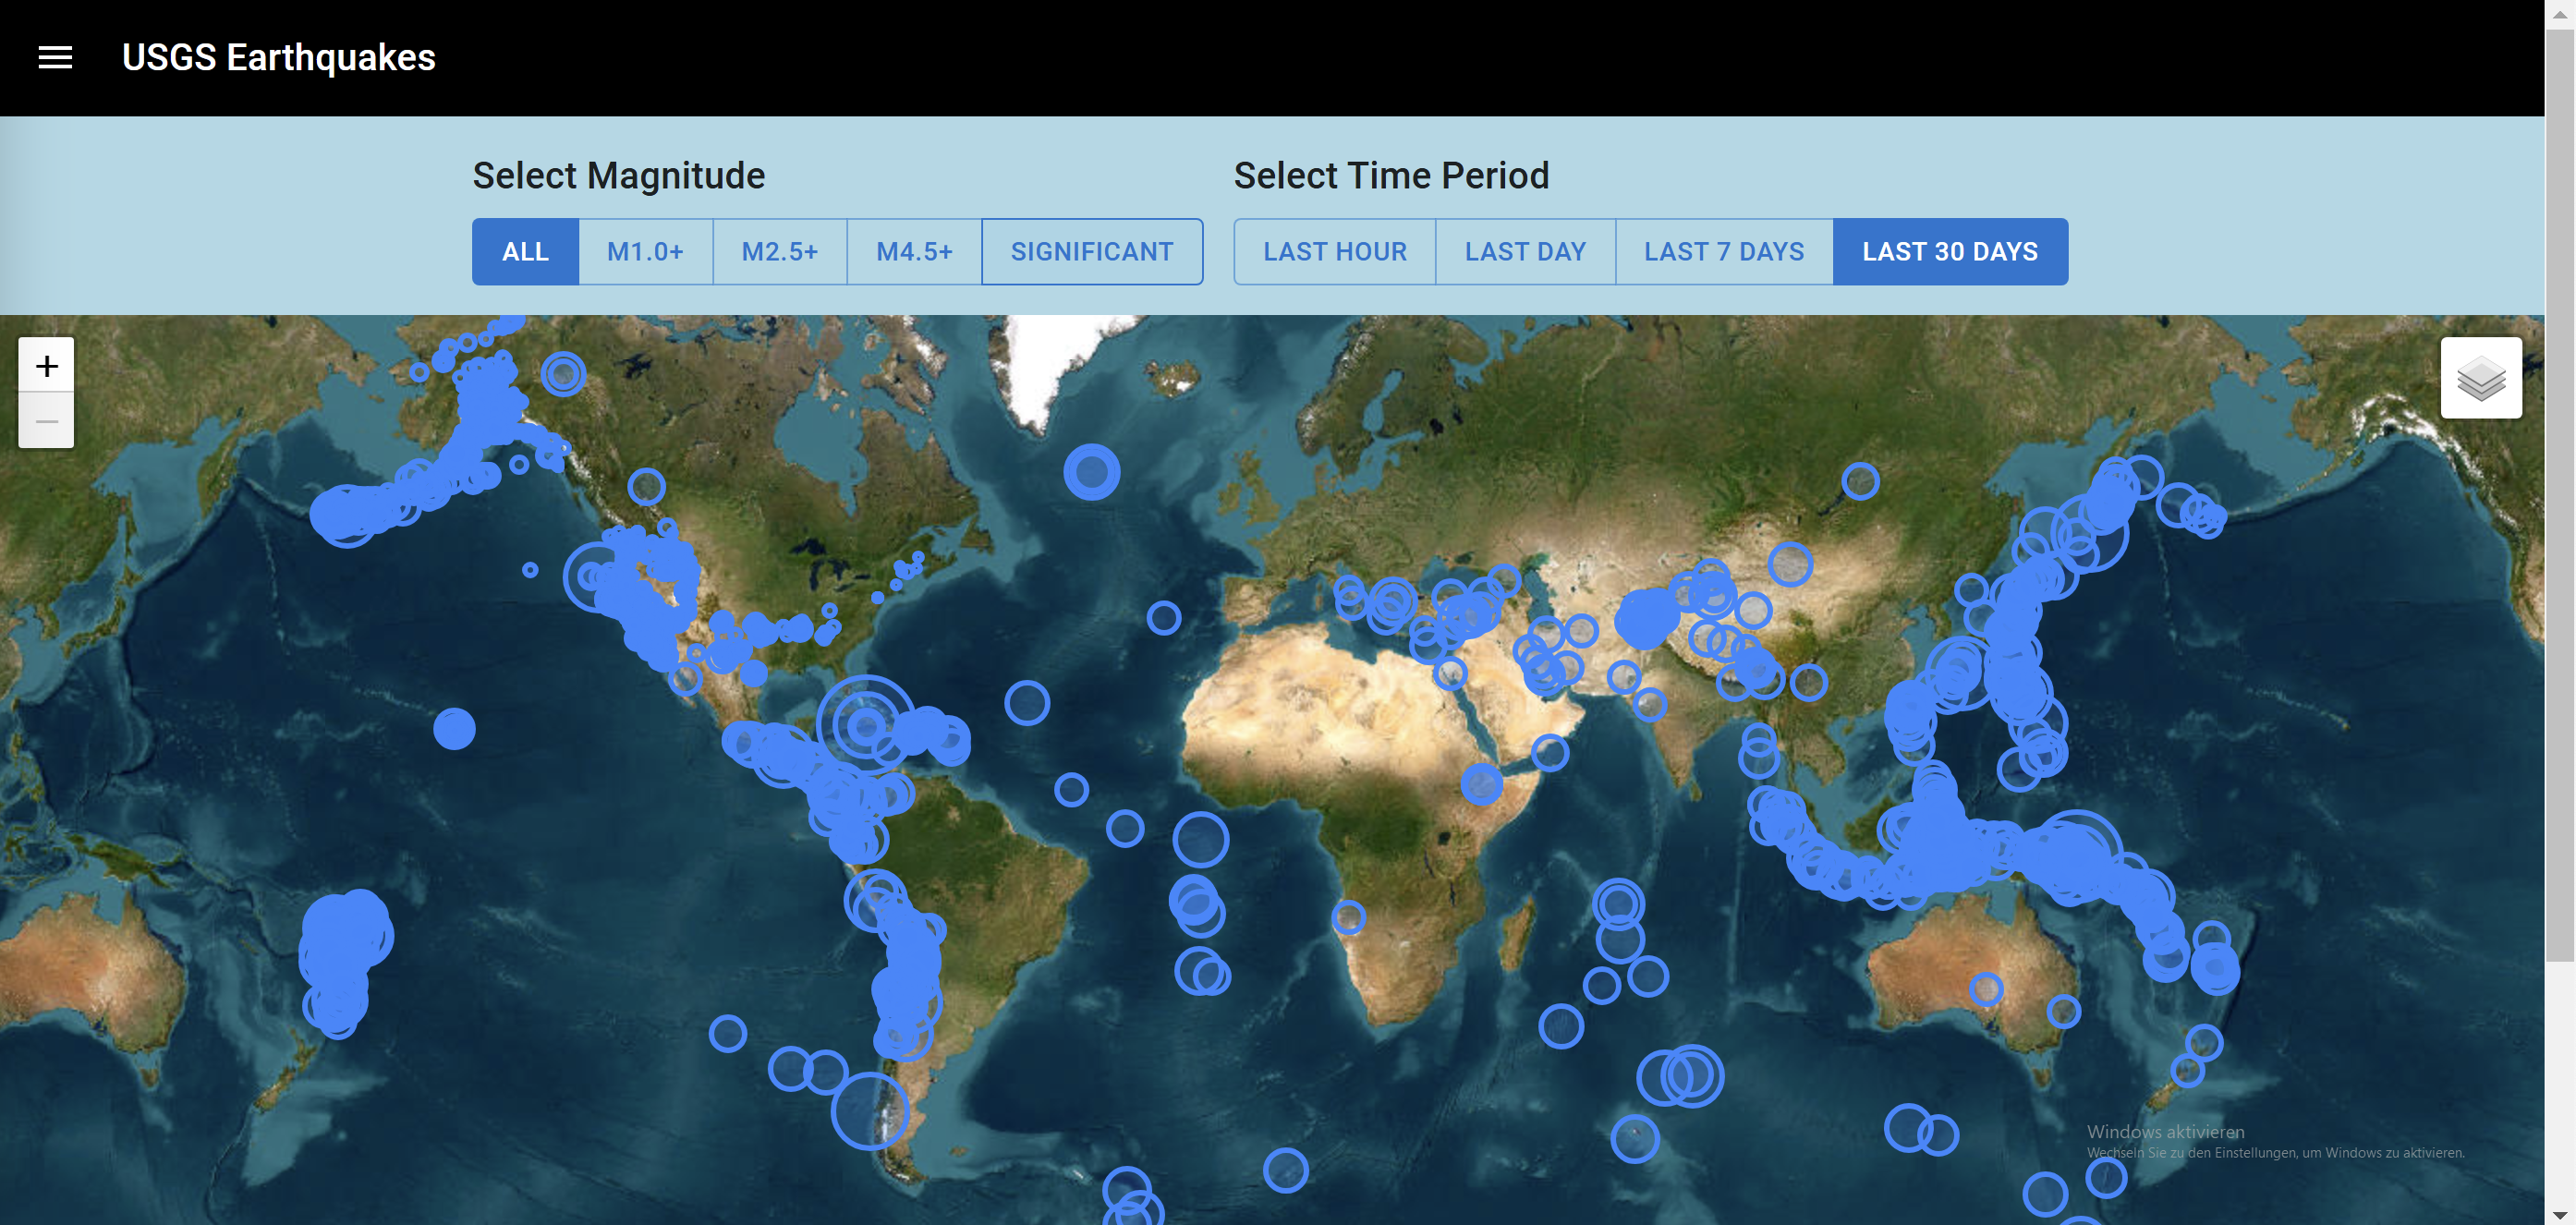 USGS Earthquakes
Select Magnitude
ALL
M1.0+
M2.5+
M4.5+
SIGNIFICANT
Select Time Period
LAST HOUR
LAST DAY
LAST 7 DAYS
LAST 30 DAYS
+
−
Windows aktivieren
Wechseln Sie zu den Einstellungen, um Windows zu aktivieren.